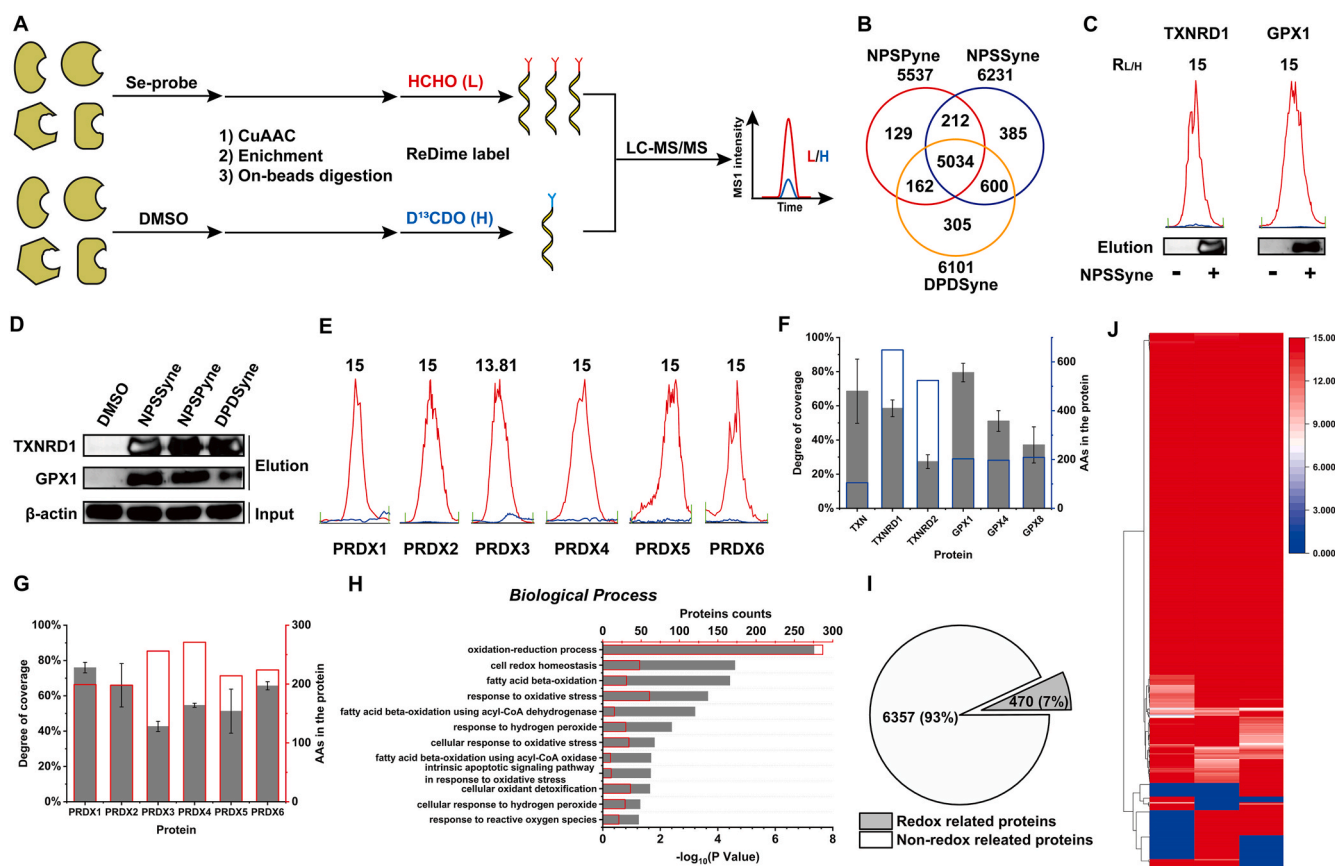 A
Se-probe
HCHO (L)
1) CuAAC
2) Enichment
3) On-beads digestion
ReDime label
DMSO
D¹³CDO (H)
LC-MS/MS
MS1 intensity
L/H
Time
B
NPSPyne
5537
NPSSyne
6231
129
212
385
5034
162
600
305
6101
DPDSyne
C
TXNRD1
GPX1
RL/H
15
15
Elution
NPSSyne
- +
- +
D
DMSO
NPSSyne
NPSPyne
DPDSyne
TXNRD1
GPX1
β-actin
Elution
Input
E
15
15
13.81
15
15
15
PRDX1
PRDX2
PRDX3
PRDX4
PRDX5
PRDX6
F
Degree of coverage
100%
80%
60%
40%
20%
0%
AAs in the protein
600
400
200
0
TXN
TXNRD1
TXNRD2
GPX1
GPX4
GPX8
Protein
G
Degree of coverage
100%
80%
60%
40%
20%
0%
AAs in the protein
300
200
100
0
PRDX1
PRDX2
PRDX3
PRDX4
PRDX5
PRDX6
Protein
H
Biological Process
Proteins counts
0 50 100 150 200 250 300
oxidation-reduction process
cell redox homeostasis
fatty acid beta-oxidation
response to oxidative stress
fatty acid beta-oxidation using acyl-CoA dehydrogenase
response to hydrogen peroxide
cellular response to oxidative stress
fatty acid beta-oxidation using acyl-CoA oxidase
intrinsic apoptotic signaling pathway
in response to oxidative stress
cellular oxidant detoxification
cellular response to hydrogen peroxide
response to reactive oxygen species
0 2 4 6 8
-log₁₀(P Value)
I
6357 (93%)
470 (7%)
Redox related proteins
Non-redox releated proteins
J
15.00
12.00
9.000
6.000
3.000
0.000